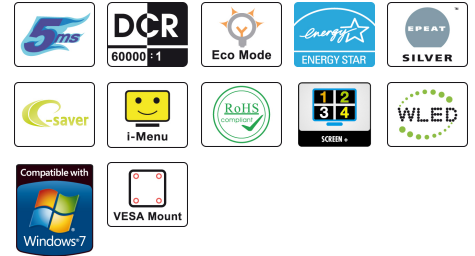 5ms
DCR
60000:1
Eco Mode
energy
ENERGY STAR
EPEAT
™
SILVER
e-saver
i-Menu
RoHS
compliant
1 2
3 4
SCREEN +
WLED
Compatible with
Windows®7
VESA Mount